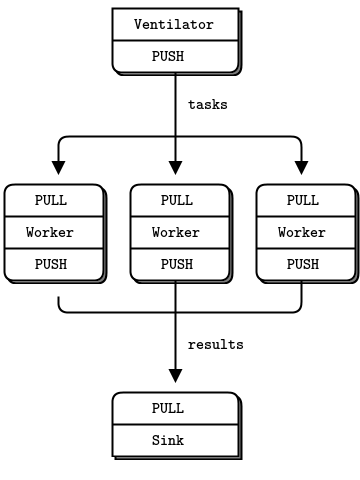 Ventilator
PUSH
tasks
PULL PULL PULL
Worker Worker Worker
PUSH PUSH PUSH
results
PULL
Sink